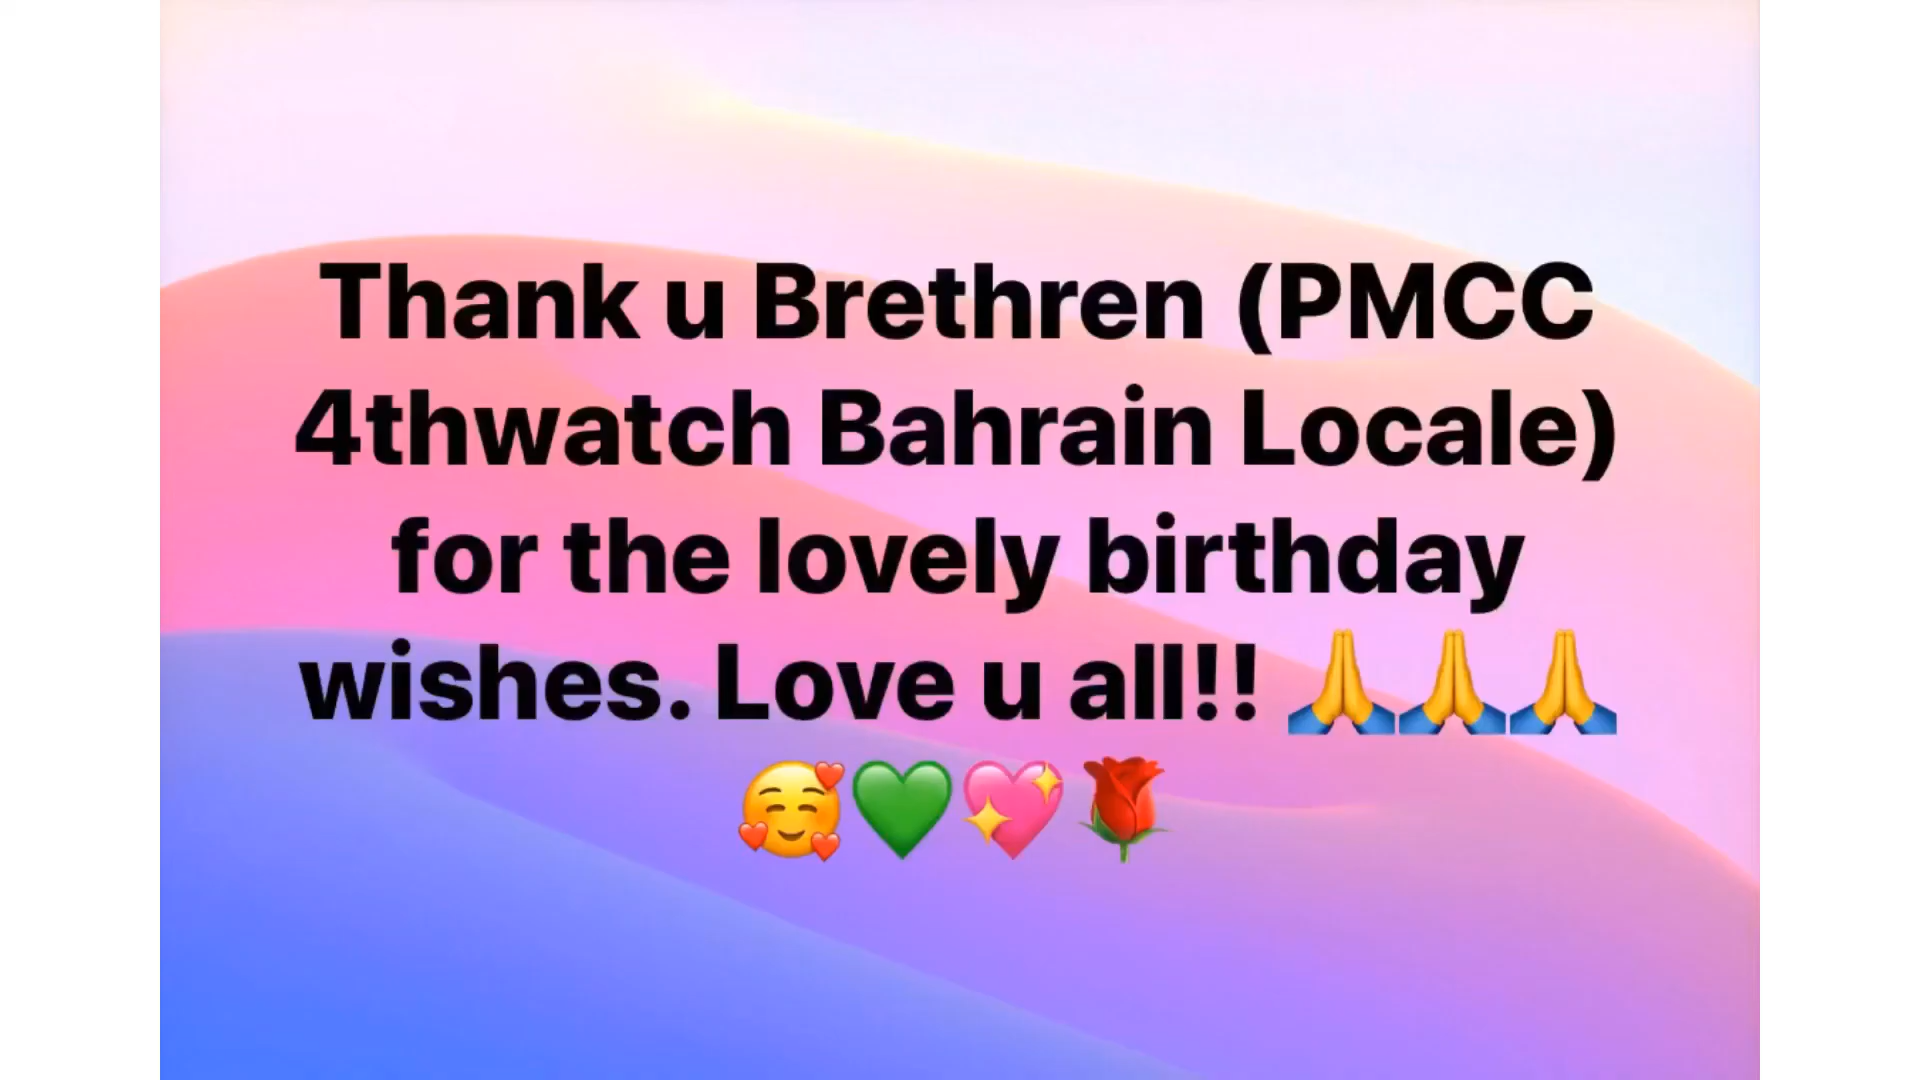 Thank u Brethren (PMCC
4thwatch Bahrain Locale)
for the lovely birthday
wishes. Love u all!! 🙏🙏🙏
🥰💚💖🌹